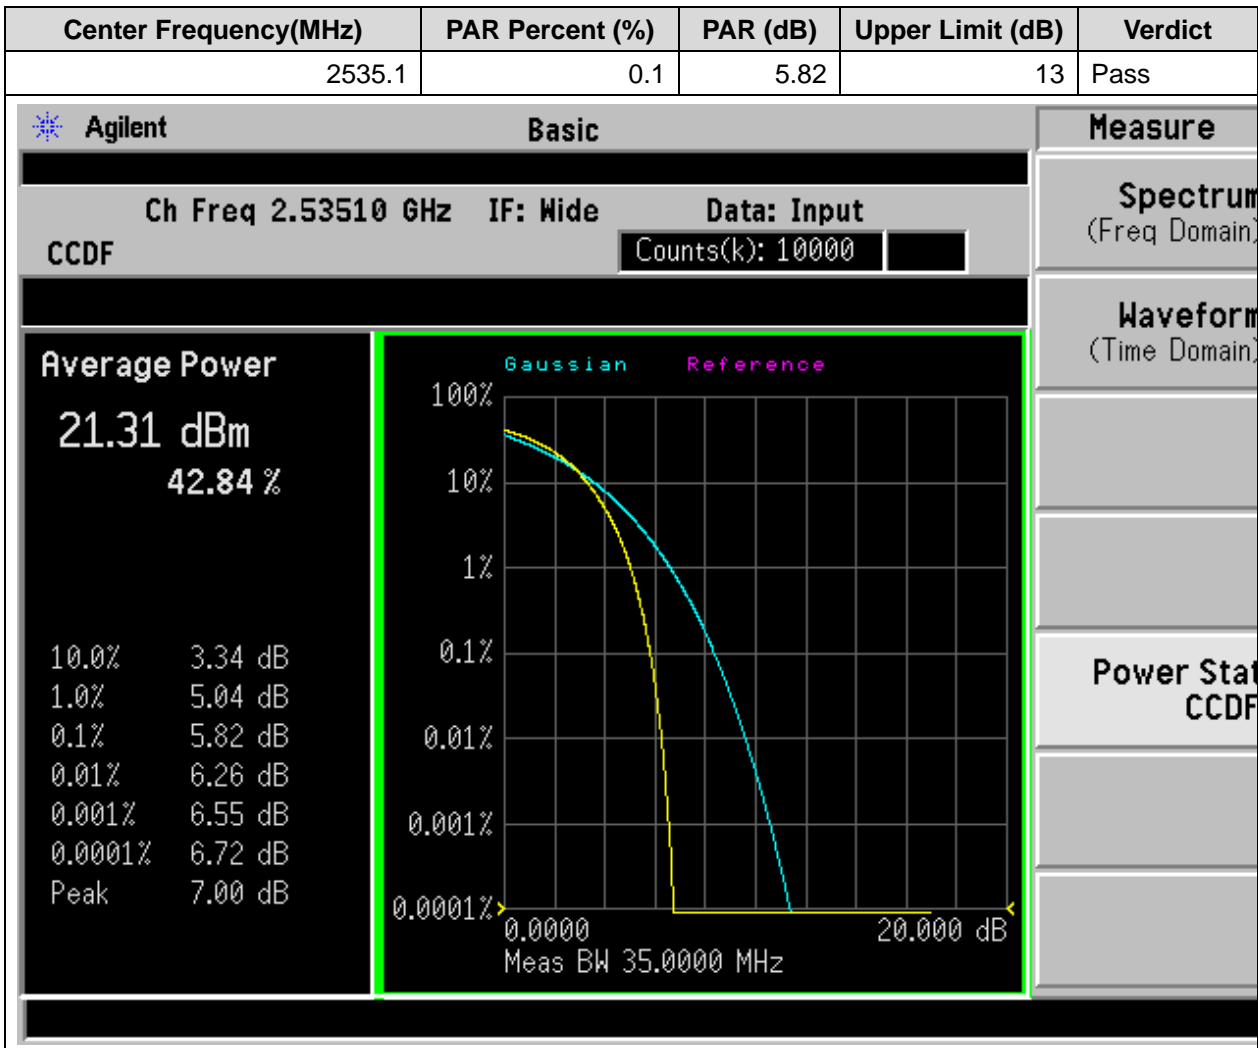 Center Frequency(MHz) PAR Percent (%) PAR (dB) Upper Limit (dB) Verdict
2535.1 0.1 5.82 13 Pass
Agilent Basic Measure
Ch Freq 2.53510 GHz IF: Wide Data: Input
CCDF Counts(k): 10000
Spectrum
(Freq Domain)
Waveform
(Time Domain)
Power Stat
CCDF
Average Power
21.31 dBm
42.84 %
10.0% 3.34 dB
1.0% 5.04 dB
0.1% 5.82 dB
0.01% 6.26 dB
0.001% 6.55 dB
0.0001% 6.72 dB
Peak 7.00 dB
Gaussian Reference
100%
10%
1%
0.1%
0.01%
0.001%
0.0001%
0.0000 20.000 dB
Meas BW 35.0000 MHz